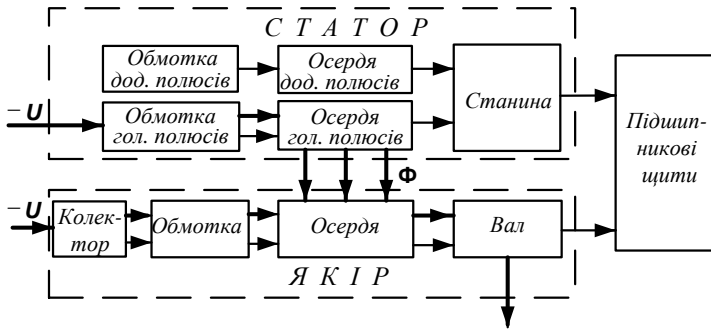 С Т А Т О Р
Обмотка
дод. полюсів
Осердя
дод. полюсів
Станина
Підшип-
никові
щити
– U
Обмотка
гол. полюсів
Осердя
гол. полюсів
Ф
– U
Колек-
тор
Обмотка
Осердя
Вал
Я К І Р